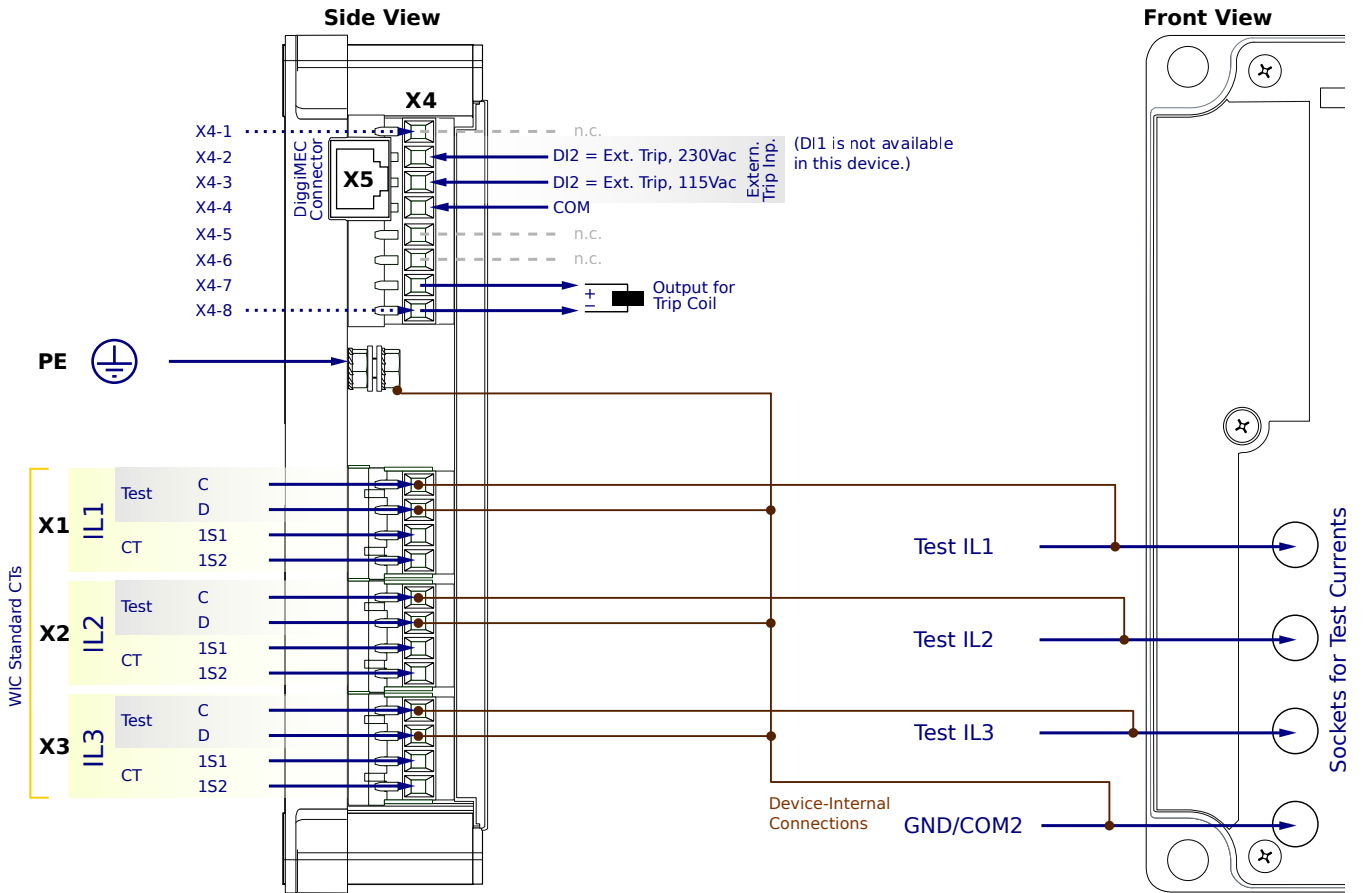 Side View
Front View
X4
X4-1
n.c.
X4-2
DI2 = Ext. Trip, 230Vac
X4-3
DI2 = Ext. Trip, 115Vac
Extern.
Trip Inp.
(DI1 is not available
in this device.)
X4-4
COM
DiggiMEC
Connector
X5
X4-5
n.c.
X4-6
n.c.
X4-7
X4-8
+
−
Output for
Trip Coil
PE
WIC Standard CTs
X1
IL1
Test
C
D
CT
1S1
1S2
X2
IL2
Test
C
D
CT
1S1
1S2
X3
IL3
Test
C
D
CT
1S1
1S2
Test IL1
Test IL2
Test IL3
Device-Internal
Connections
GND/COM2
Sockets for Test Currents